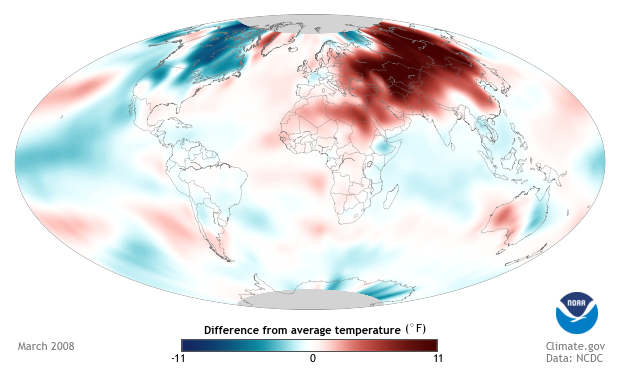 NOAA
Difference from average temperature (°F)
March 2008
-11 0 11
Climate.gov
Data: NCDC